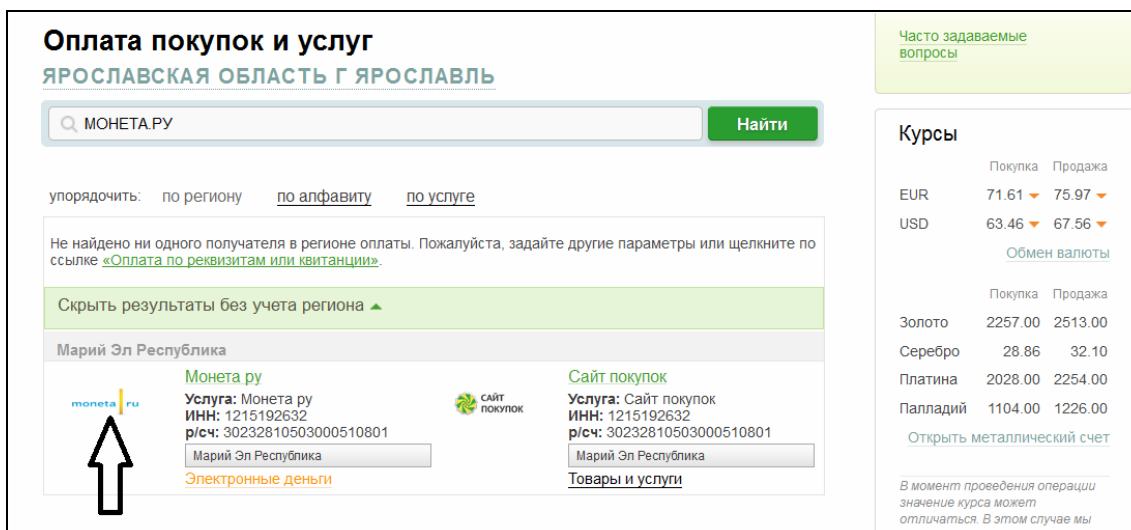 Оплата покупок и услуг
ЯРОСЛАВСКАЯ ОБЛАСТЬ Г ЯРОСЛАВЛЬ
МОНЕТА.РУ
Найти
упорядочить: по региону по алфавиту по услуге
Не найдено ни одного получателя в регионе оплаты. Пожалуйста, задайте другие параметры или щелкните по
ссылке «Оплата по реквизитам или квитанции».
Скрыть результаты без учета региона
Марий Эл Республика
moneta ru
Монета ру
Услуга: Монета ру
ИНН: 1215192632
р/сч: 30232810503000510801
Марий Эл Республика
Электронные деньги
САЙТ
ПОКУПОК
Сайт покупок
Услуга: Сайт покупок
ИНН: 1215192632
р/сч: 30232810503000510801
Марий Эл Республика
Товары и услуги
Часто задаваемые
вопросы
Курсы
Покупка Продажа
EUR 71.61 75.97
USD 63.46 67.56
Обмен валюты
Покупка Продажа
Золото 2257.00 2513.00
Серебро 28.86 32.10
Платина 2028.00 2254.00
Палладий 1104.00 1226.00
Открыть металлический счет
В момент проведения операции
значение курса может
отличаться. В этом случае мы